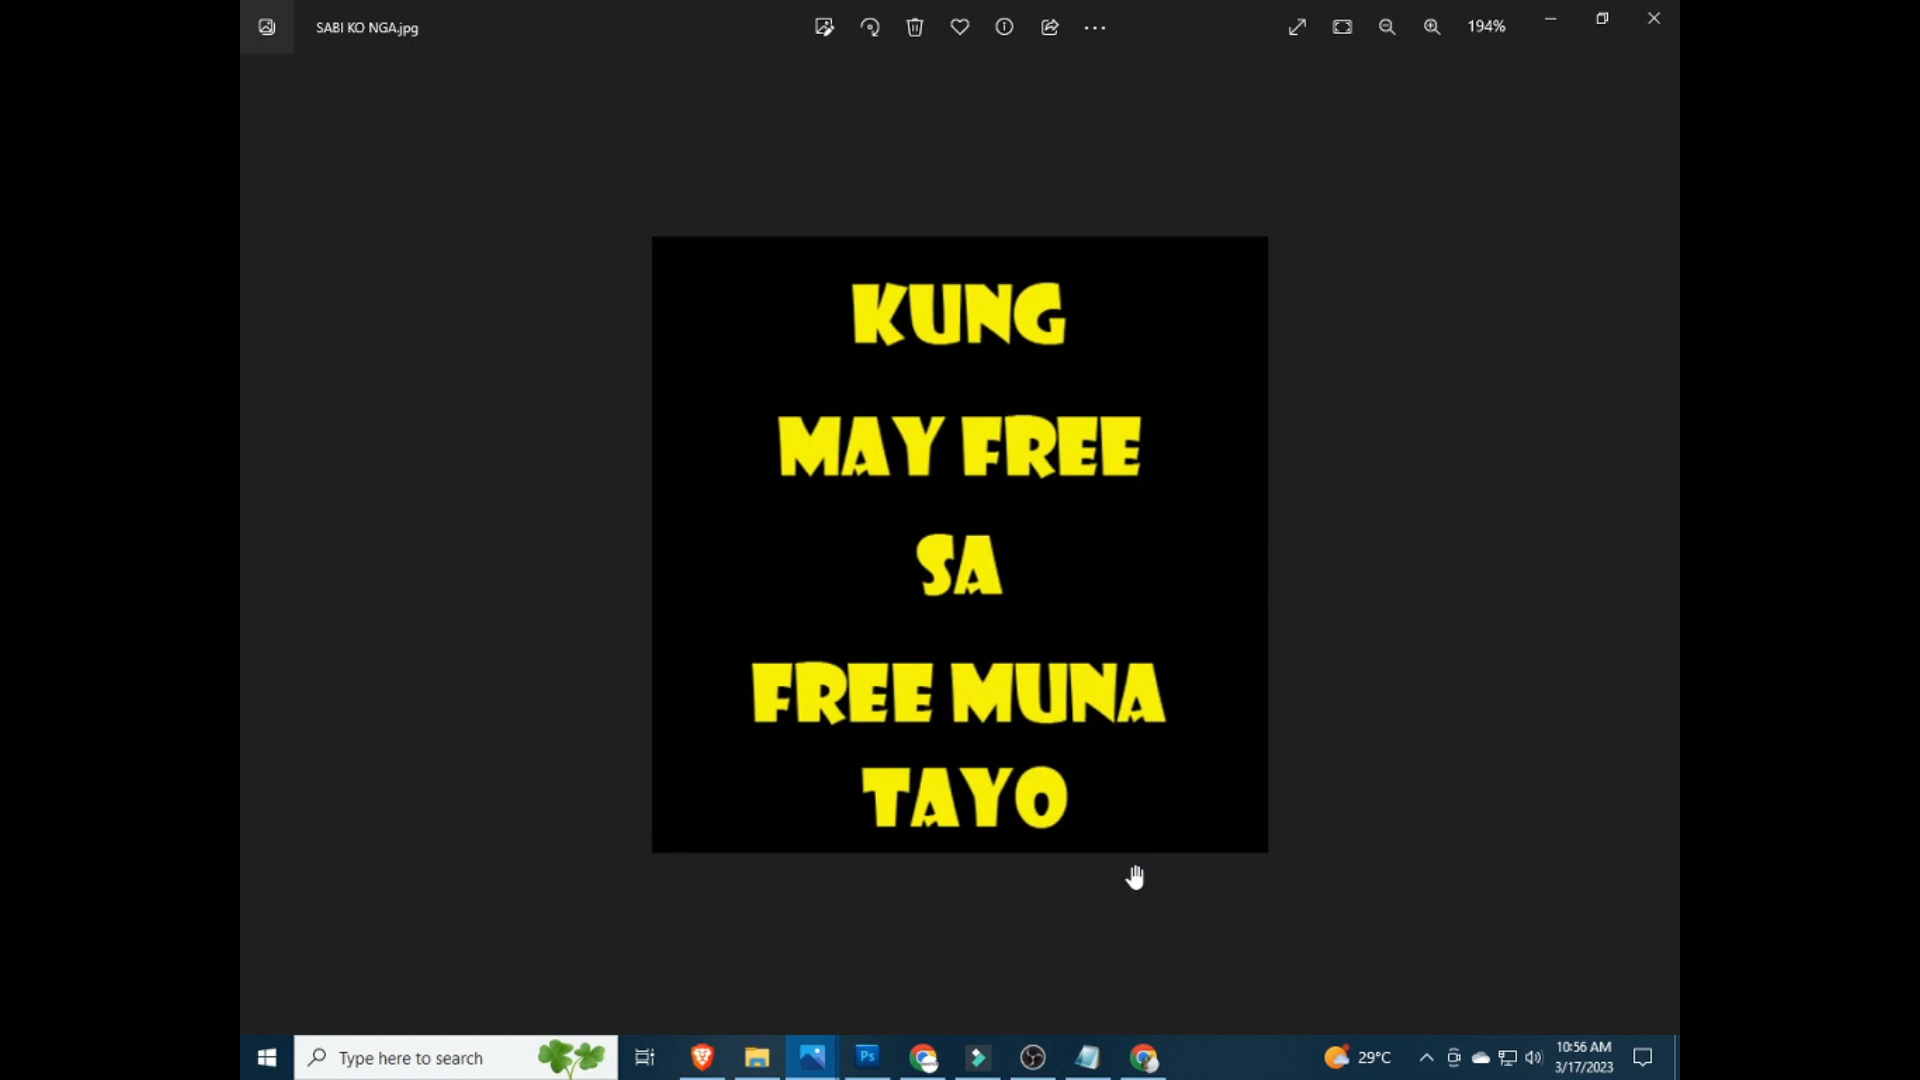 SABI KO NGA.jpg
194%
KUNG
MAY FREE
SA
FREE MUNA
TAYO
Type here to search
Ps
29°C
10:56 AM
3/17/2023